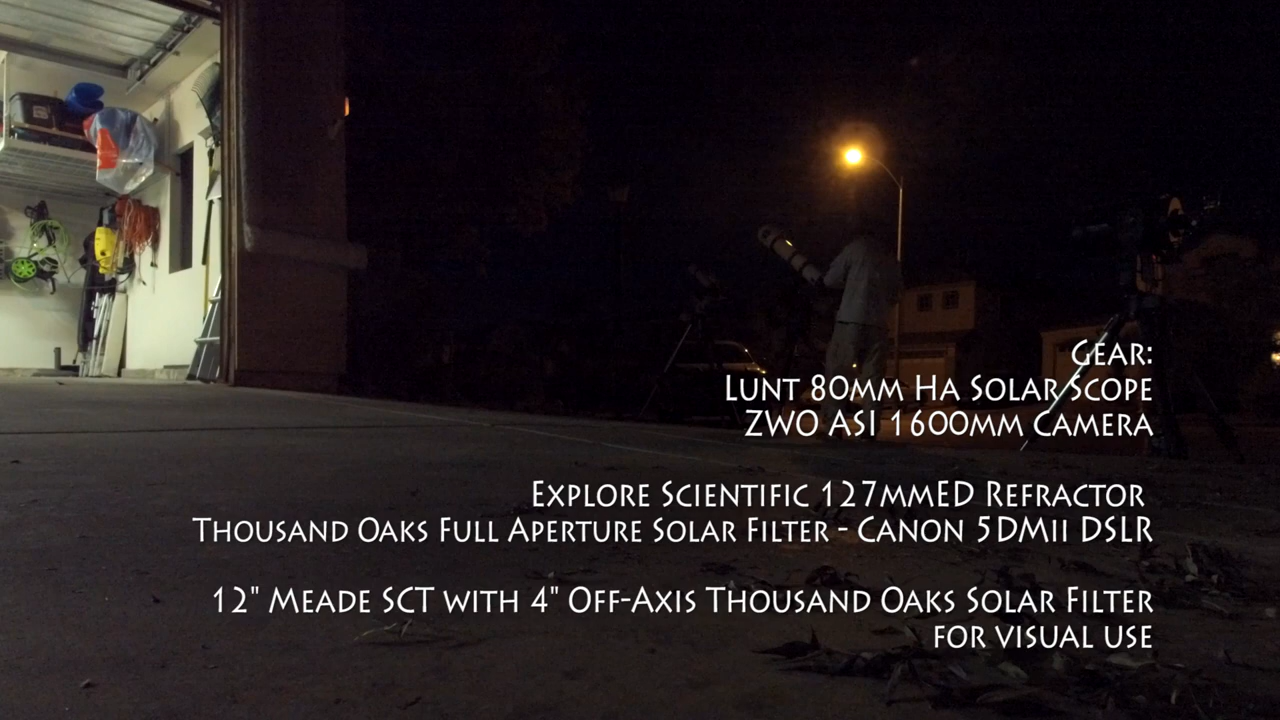 Gear:
Lunt 80mm Ha Solar Scope
ZWO ASI 1600mm Camera
Explore Scientific 127mmED Refractor
Thousand Oaks Full Aperture Solar Filter - Canon 5DMii DSLR
12" Meade SCT with 4" Off-Axis Thousand Oaks Solar Filter
for visual use